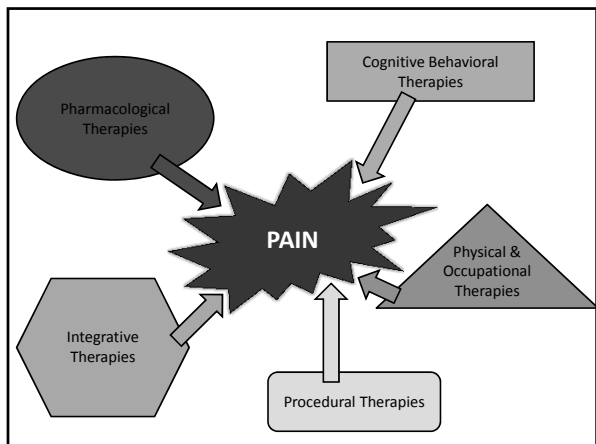 Pharmacological
Therapies
Cognitive Behavioral
Therapies
PAIN
Physical &
Occupational
Therapies
Integrative
Therapies
Procedural Therapies